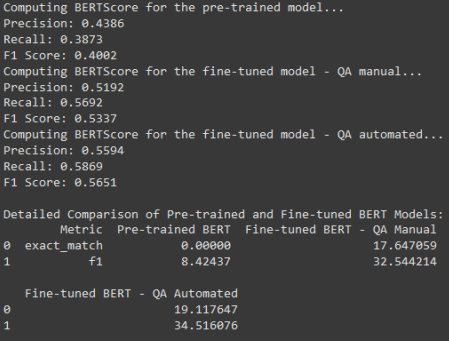 Computing BERTScore for the pre-trained model...
Precision: 0.4386
Recall: 0.3873
F1 Score: 0.4002
Computing BERTScore for the fine-tuned model - QA manual...
Precision: 0.5192
Recall: 0.5692
F1 Score: 0.5337
Computing BERTScore for the fine-tuned model - QA automated...
Precision: 0.5594
Recall: 0.5869
F1 Score: 0.5651
Detailed Comparison of Pre-trained and Fine-tuned BERT Models:
Metric Pre-trained BERT Fine-tuned BERT - QA Manual
0 exact_match 0.00000 17.647059
1 f1 8.42437 32.544214
Fine-tuned BERT - QA Automated
0 19.117647
1 34.516076